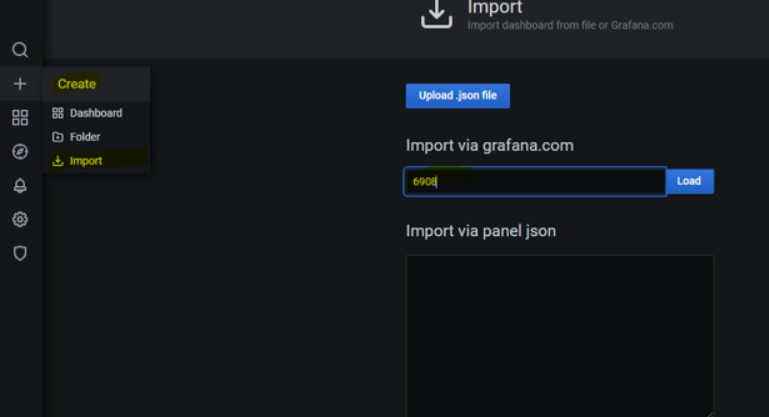 Import
Import dashboard from file or Grafana.com
Create
Dashboard
Folder
Import
Upload .json file
Import via grafana.com
6908
Load
Import via panel json